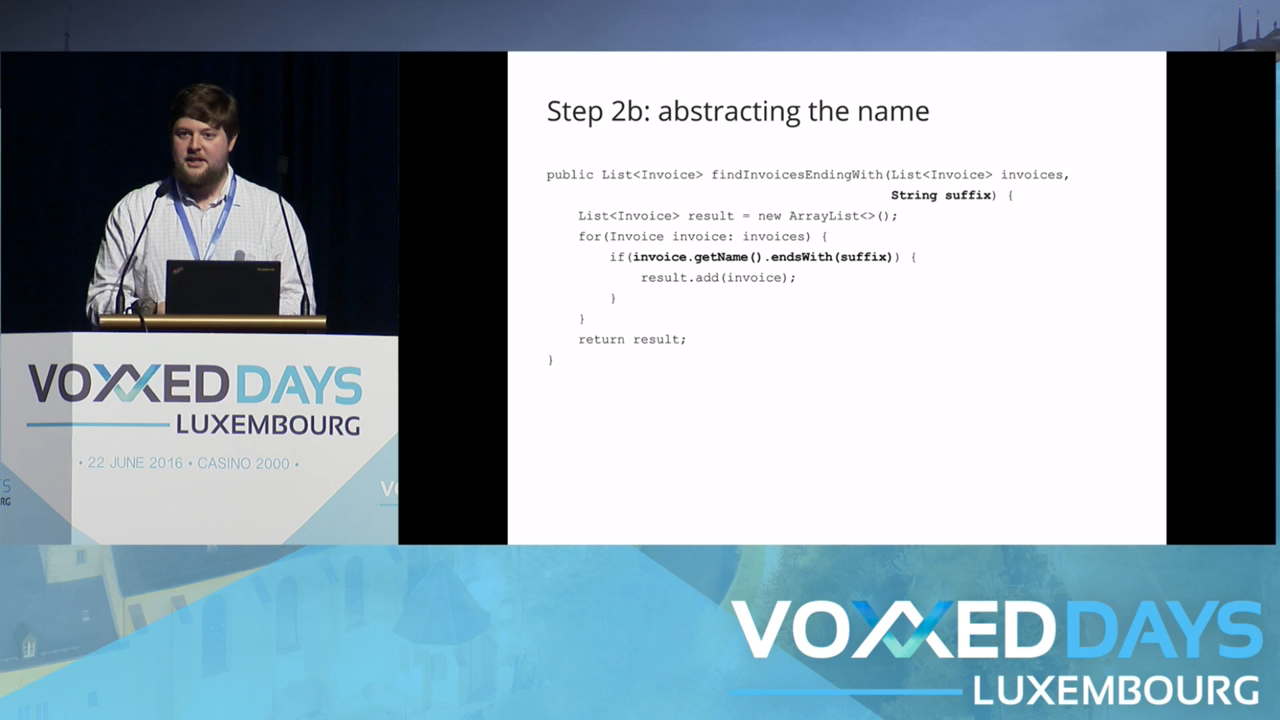 Step 2b: abstracting the name
public List<Invoice> findInvoicesEndingWith(List<Invoice> invoices,
String suffix) {
List<Invoice> result = new ArrayList<>();
for(Invoice invoice: invoices) {
if(invoice.getName().endsWith(suffix)) {
result.add(invoice);
}
}
return result;
}
VOXXED DAYS
LUXEMBOURG
• 22 JUNE 2016 • CASINO 2000 •
VOXXED DAYS
LUXEMBOURG